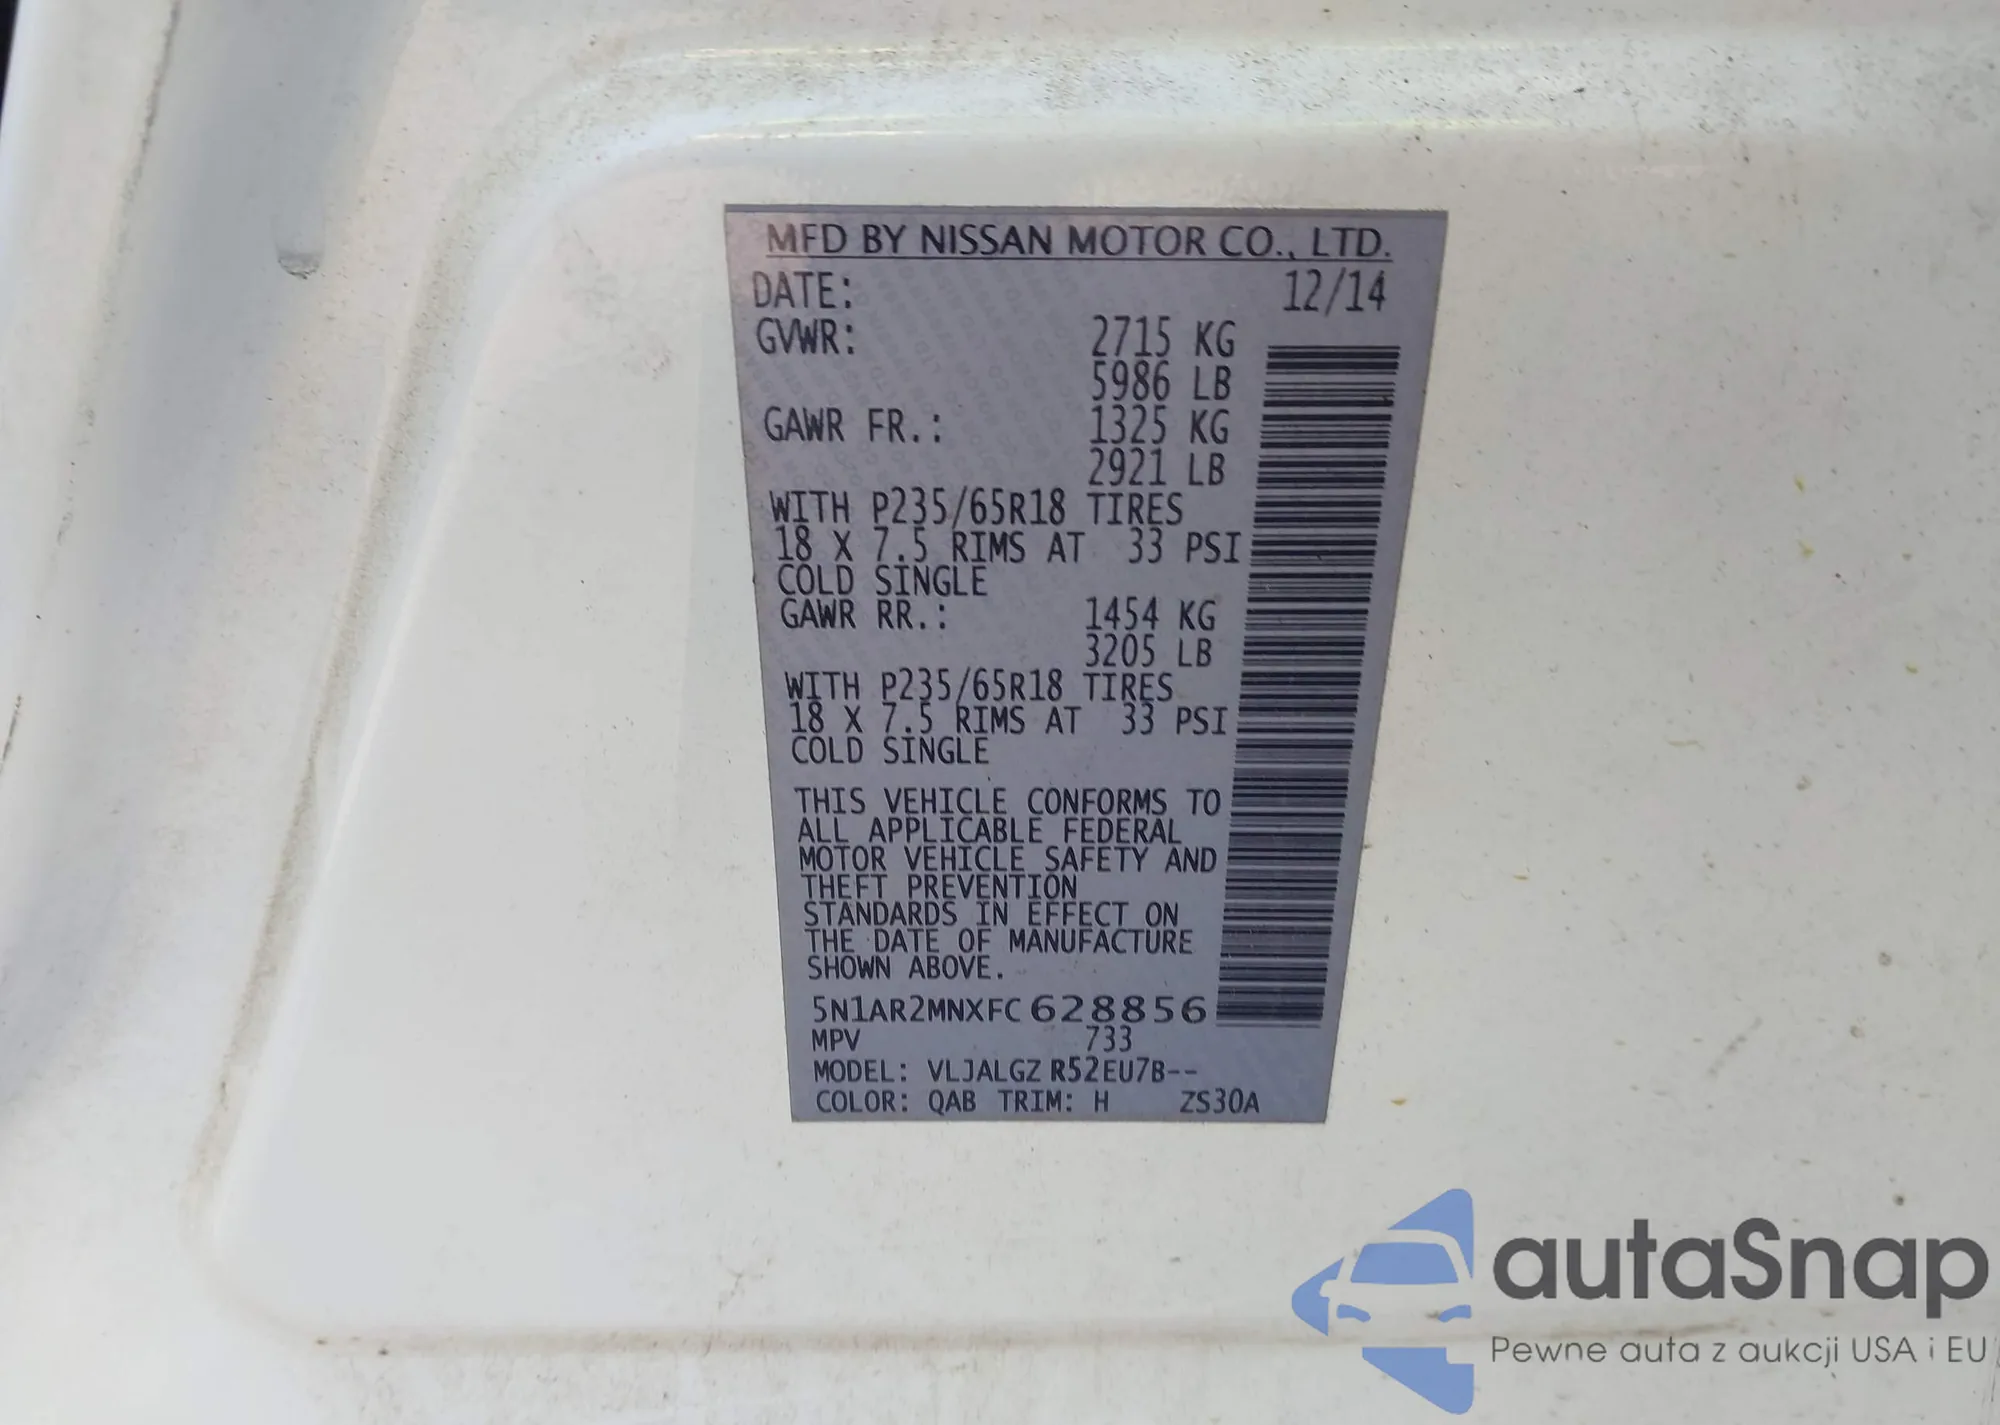 MFD BY NISSAN MOTOR CO., LTD.
DATE: 12/14
GVWR: 2715 KG
5986 LB
GAWR FR.: 1325 KG
2921 LB
WITH P235/65R18 TIRES
18 X 7.5 RIMS AT 33 PSI
COLD SINGLE
GAWR RR.: 1454 KG
3205 LB
WITH P235/65R18 TIRES
18 X 7.5 RIMS AT 33 PSI
COLD SINGLE
THIS VEHICLE CONFORMS TO
ALL APPLICABLE FEDERAL
MOTOR VEHICLE SAFETY AND
THEFT PREVENTION
STANDARDS IN EFFECT ON
THE DATE OF MANUFACTURE
SHOWN ABOVE.
5N1AR2MNXFC628856
MPV 733
MODEL: VLJALGZ R52EU7B--
COLOR: QAB TRIM: H ZS30A
autaSnap
Pewne auta z aukcji USA i EU